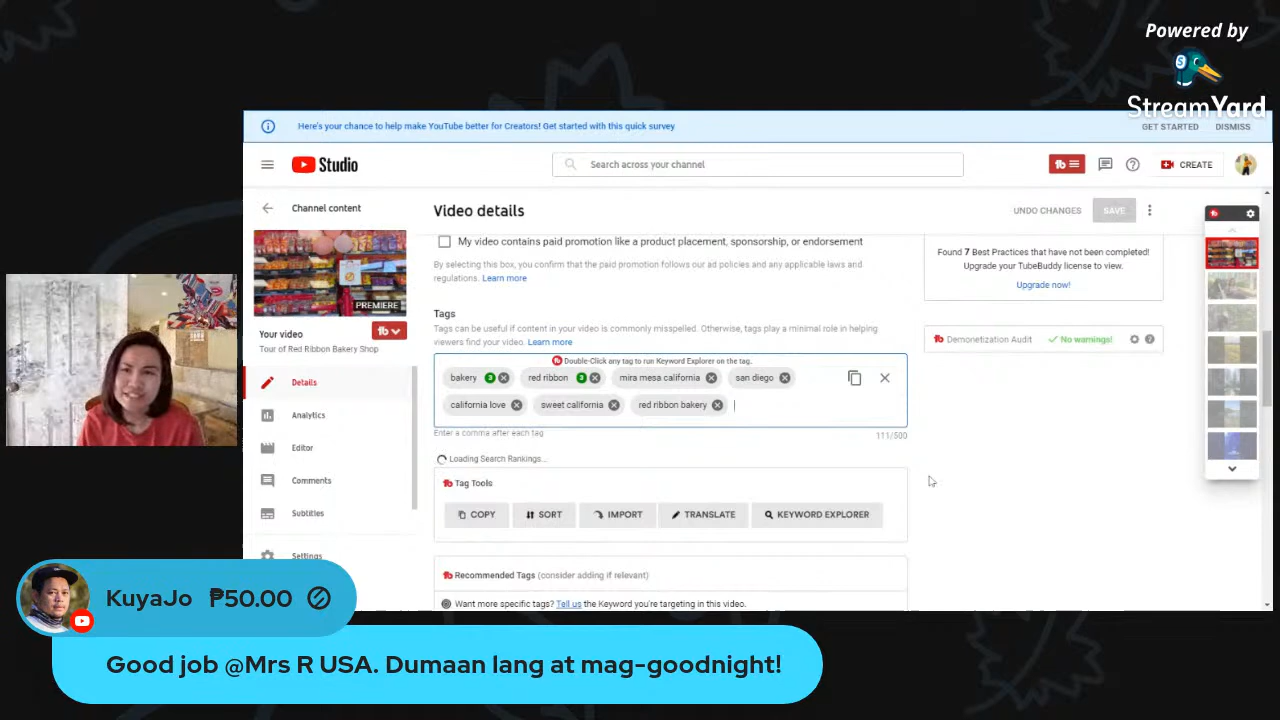 Powered by
StreamYard
Here's your chance to help make YouTube better for Creators! Get started with this quick survey
GET STARTED
DISMISS
Studio
Search across your channel
CREATE
Channel content
Video details
UNDO CHANGES
SAVE
PREMIERE
Your video
Tour of Red Ribbon Bakery Shop
Details
Analytics
Editor
Comments
Subtitles
Settings
My video contains paid promotion like a product placement, sponsorship, or endorsement
By selecting this box, you confirm that the paid promotion follows our ad policies and any applicable laws and
regulations. Learn more
Tags
Tags can be useful if content in your video is commonly misspelled. Otherwise, tags play a minimal role in helping
viewers find your video. Learn more
Double-Click any tag to run Keyword Explorer on the tag.
bakery 3 red ribbon 3 mira mesa california san diego
california love sweet california red ribbon bakery
Enter a comma after each tag
111/500
Loading Search Rankings...
Tag Tools
COPY SORT IMPORT TRANSLATE KEYWORD EXPLORER
Recommended Tags (consider adding if relevant)
Want more specific tags? Tell us the Keyword you're targeting in this video.
Found 7 Best Practices that have not been completed!
Upgrade your TubeBuddy license to view.
Upgrade now!
Demonetization Audit No warnings!
KuyaJo ₱50.00
Good job @Mrs R USA. Dumaan lang at mag-goodnight!